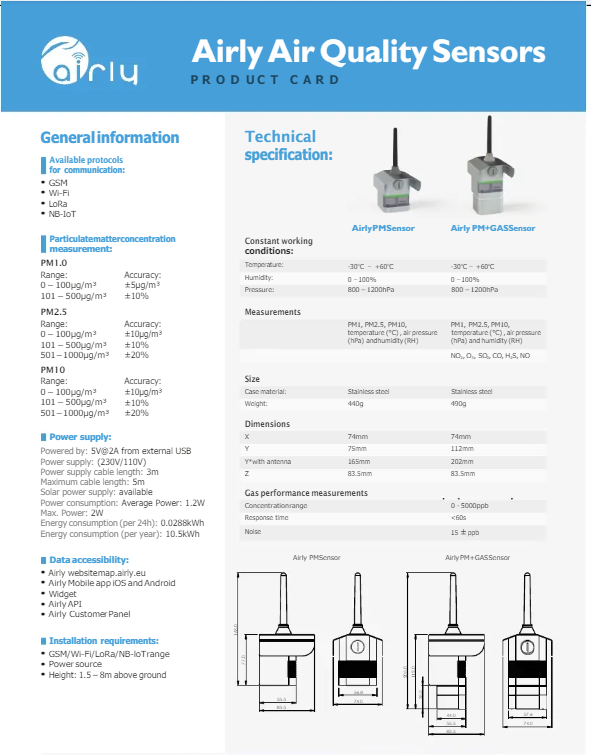 airly
Airly Air Quality Sensors
PRODUCT CARD
General information
Available protocols
for communication:
• GSM
• Wi-Fi
• LoRa
• NB-IoT
Particulate matter concentration
measurement:
PM1.0
Range: Accuracy:
0 – 100µg/m³ ±5µg/m³
101 – 500µg/m³ ±10%
PM2.5
Range: Accuracy:
0 – 100µg/m³ ±10µg/m³
101 – 500µg/m³ ±10%
501 – 1000µg/m³ ±20%
PM10
Range: Accuracy:
0 – 100µg/m³ ±10µg/m³
101 – 500µg/m³ ±10%
501 – 1000µg/m³ ±20%
Power supply:
Powered by: 5V@2A from external USB
Power supply: (230V/110V)
Power supply cable length: 3m
Maximum cable length: 5m
Solar power supply: available
Power consumption: Average Power: 1.2W
Max. Power: 2W
Energy consumption (per 24h): 0.0288kWh
Energy consumption (per year): 10.5kWh
Data accessibility:
• Airly websitemap.airly.eu
• Airly Mobile app iOS and Android
• Widget
• Airly API
• Airly Customer Panel
Installation requirements:
• GSM/Wi-Fi/LoRa/NB-IoTrange
• Power source
• Height: 1.5 – 8m above ground
Technical
specification:
Airly PM Sensor Airly PM+GAS Sensor
Constant working
conditions:
Temperature: -30°C – +60°C -30°C – +60°C
Humidity: 0 –100% 0 –100%
Pressure: 800 – 1200hPa 800 – 1200hPa
Measurements
PM1, PM2.5, PM10, PM1, PM2.5, PM10,
temperature (°C) , air pressure temperature (°C) , air pressure
(hPa) andhumidity (RH) (hPa) and humidity (RH)
NO₂, O₃, SO₂, CO, H₂S, NO
Size
Case material: Stainless steel Stainless steel
Weight: 440g 490g
Dimensions
X 74mm 74mm
Y 75mm 112mm
Y*with antenna 165mm 202mm
Z 83.5mm 83.5mm
Gas performance measurements
Concentrationrange 0 - 5000ppb
Response time <60s
Noise 15 ± ppb
Airly PMSensor AirlyPM+GASSensor